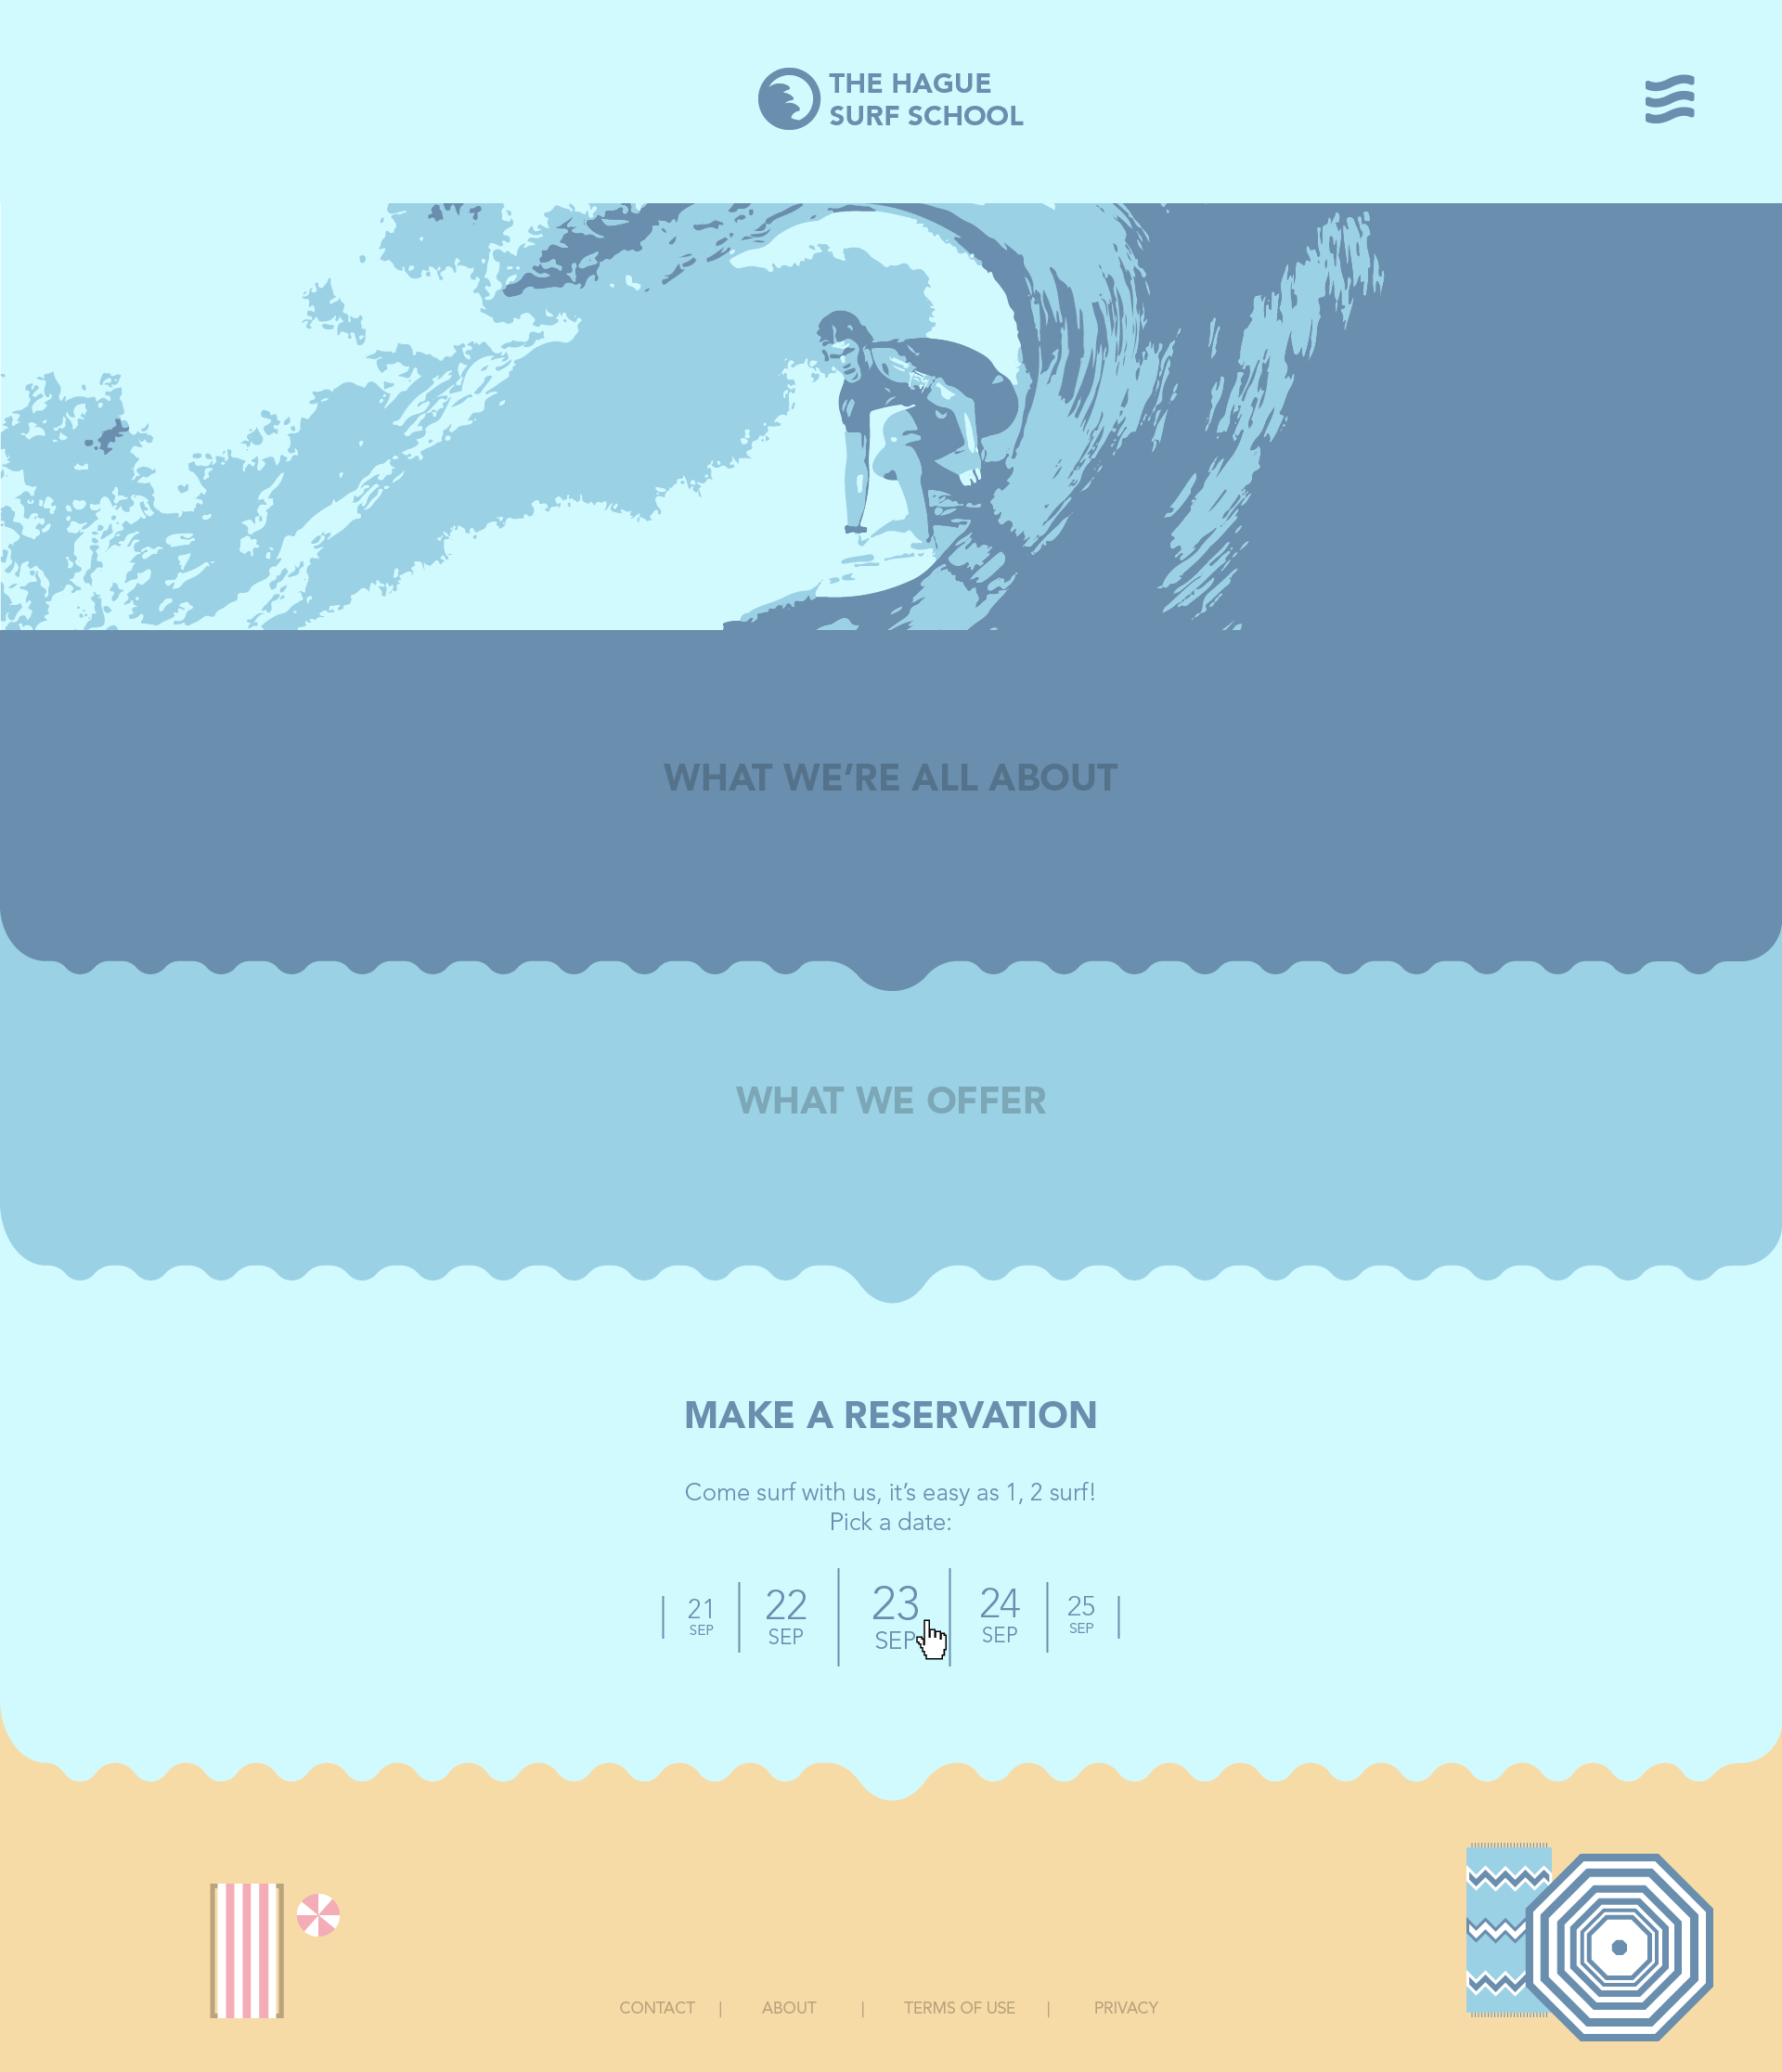 THE HAGUE
SURF SCHOOL
WHAT WE’RE ALL ABOUT
WHAT WE OFFER
MAKE A RESERVATION
Come surf with us, it’s easy as 1, 2 surf!
Pick a date:
21 SEP | 22 SEP | 23 SEP | 24 SEP | 25 SEP
CONTACT | ABOUT | TERMS OF USE | PRIVACY